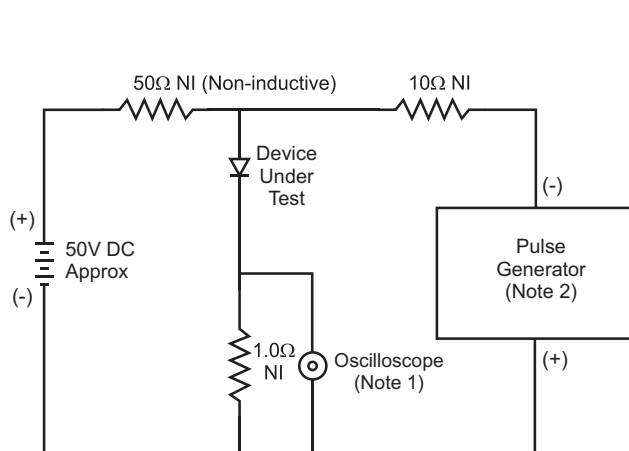 50Ω NI (Non-inductive)
10Ω NI
Device
Under
Test
(-)
(+)
50V DC
Approx
(-)
Pulse
Generator
(Note 2)
1.0Ω
NI
Oscilloscope
(Note 1)
(+)